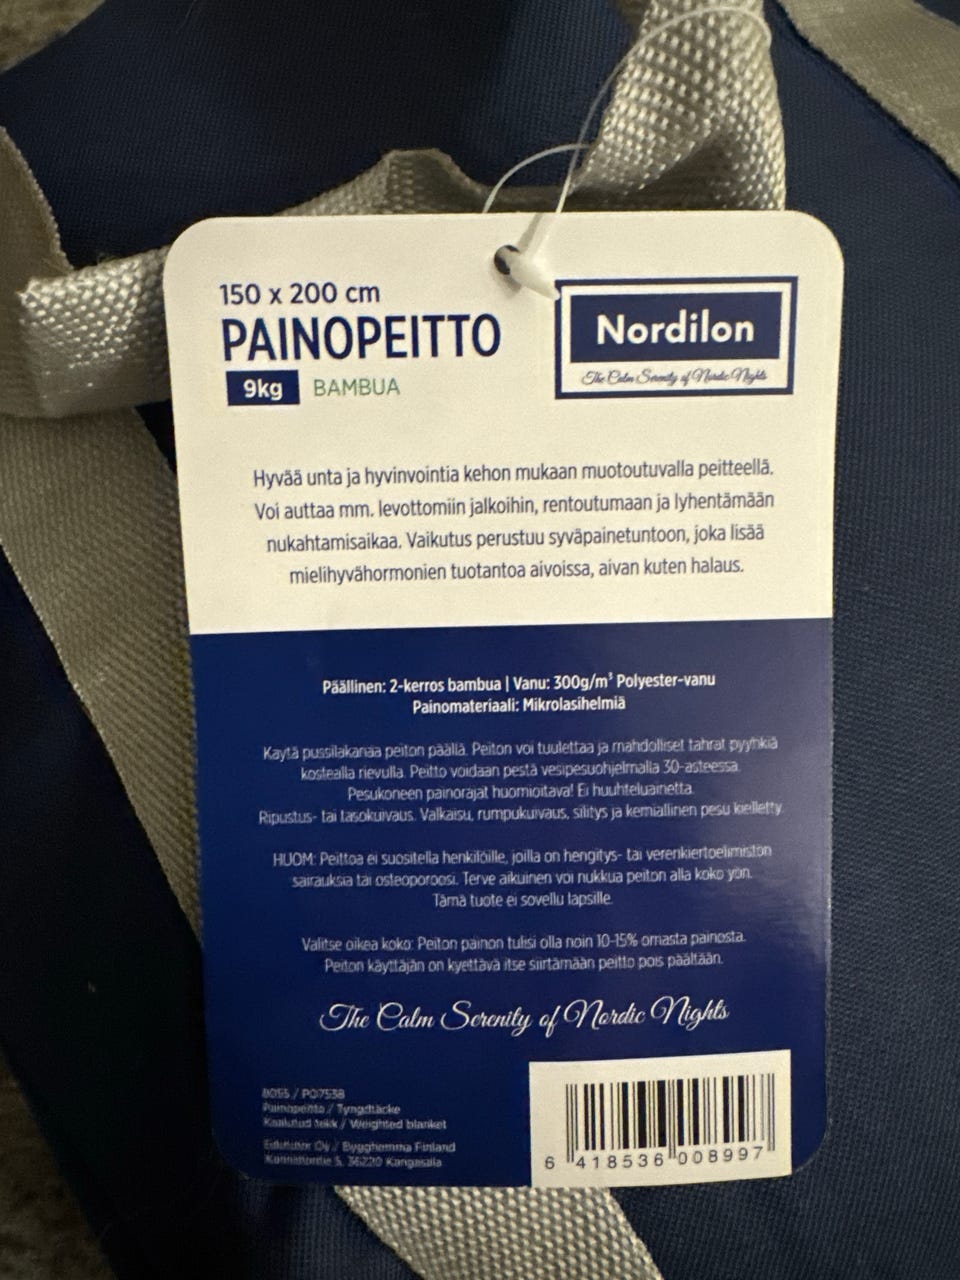 150 x 200 cm
PAINOPEITTO
9kg BAMBUA
Nordilon
The Calm Serenity of Nordic Nights
Hyvää unta ja hyvinvointia kehon mukaan muotoutuvalla peitteellä.
Voi auttaa mm. levottomiin jalkoihin, rentoutumaan ja lyhentämään
nukahtamisaikaa. Vaikutus perustuu syväpainetuntoon, joka lisää
mielihyvähormonien tuotantoa aivoissa, aivan kuten halaus.
Päällinen: 2-kerros bambua | Vanu: 300g/m³ Polyester-vanu
Painomateriaali: Mikrolasihelmiä
Käytä pussilakanaa peiton päällä. Peiton voi tuulettaa ja mahdolliset tahrat pyyhkiä
kostealla rievulla. Peitto voidaan pestä vesipesuohjelmalla 30-asteessa.
Pesukoneen painorajat huomioitava! Ei huuhteluainetta.
Ripustus- tai tasokuivaus. Valkaisu, rumpukuivaus, silitys ja kemiallinen pesu kielletty.
HUOM: Peittoa ei suositella henkilöille, joilla on hengitys- tai verenkiertoelimistön
sairauksia tai osteoporoosi. Terve aikuinen voi nukkua peiton alla koko yön.
Tämä tuote ei sovellu lapsille.
Valitse oikea koko: Peiton painon tulisi olla noin 10-15% omasta painosta.
Peiton käyttäjän on kyettävä itse siirtämään peitto pois päältään.
The Calm Serenity of Nordic Nights
/ PO7538
Painopeitto / Tyngdtäcke
Kaalutud tekk / Weighted blanket
Oy / Bygghemma Finland
5, 36220 Kangasala
6 418536 008997